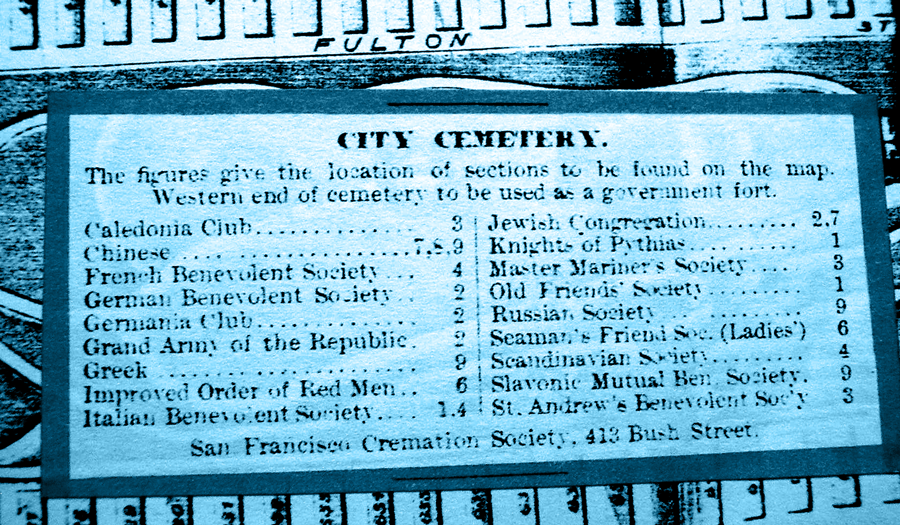 FULTON
ST
CITY CEMETERY.
The figures give the location of sections to be found on the map.
Western end of cemetery to be used as a government fort.
Caledonia Club.............. 3
Chinese....................7,8,9
French Benevolent Society... 4
German Benevolent Society.. 2
Germania Club.............. 2
Grand Army of the Republic. 2
Greek .................... 9
Improved Order of Red Men.. 6
Italian Benevolent Society.... 1.4
Jewish Congregation......... 2,7
Knights of Pythias.......... 1
Master Mariner's Society..... 3
Old Friends' Society......... 1
Russian Society ............ 9
Seaman's Friend Soc. (Ladies') 6
Scandinavian Society......... 4
Slavonic Mutual Ben. Society. 9
St. Andrew's Benevolent Soc'y 3
San Francisco Cremation Society, 413 Bush Street.